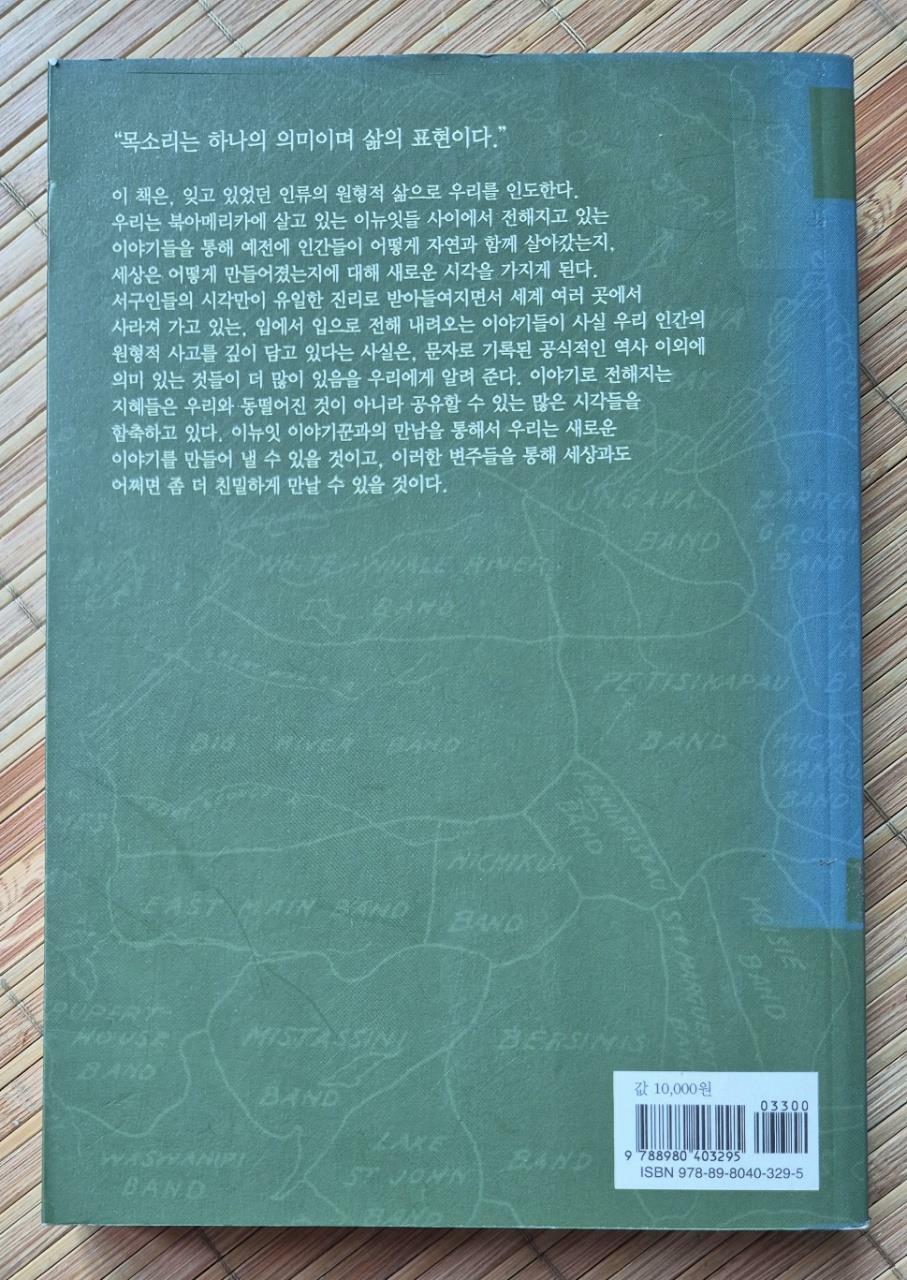 “목소리는 하나의 의미이며 삶의 표현이다.”
이 책은, 잊고 있었던 인류의 원형적 삶으로 우리를 인도한다.
우리는 북아메리카에 살고 있는 이뉴잇들 사이에서 전해지고 있는
이야기들을 통해 예전에 인간들이 어떻게 자연과 함께 살아갔는지,
세상은 어떻게 만들어졌는지에 대해 새로운 시각을 가지게 된다.
서구인들의 시각만이 유일한 진리로 받아들여지면서 세계 여러 곳에서
사라져 가고 있는, 입에서 입으로 전해 내려오는 이야기들이 사실 우리 인간의
원형적 사고를 깊이 담고 있다는 사실은, 문자로 기록된 공식적인 역사 이외에
의미 있는 것들이 더 많이 있음을 우리에게 알려 준다. 이야기로 전해지는
지혜들은 우리와 동떨어진 것이 아니라 공유할 수 있는 많은 시각들을
함축하고 있다. 이뉴잇 이야기꾼과의 만남을 통해서 우리는 새로운
이야기를 만들어 낼 수 있을 것이고, 이러한 변주들을 통해 세상과도
어쩌면 좀 더 친밀하게 만날 수 있을 것이다.
UNGAVA
BAND
BARREN
GROUND
BAND
WHITE WHALE RIVER
BAND
PETISIKAPAU
BAND
BIG RIVER BAND
KANIAPISKAU
BAND
NICHIKUN
BAND
EAST MAIN BAND
MOISIE
BAND
RUPERT
HOUSE
BAND
MISTASSINI
BAND
BERSIMIS
BAND
LAKE
ST JOHN
BAND
WASWANIPI
BAND
값 10,000원
03300
9 788980 403295
ISBN 978-89-8040-329-5